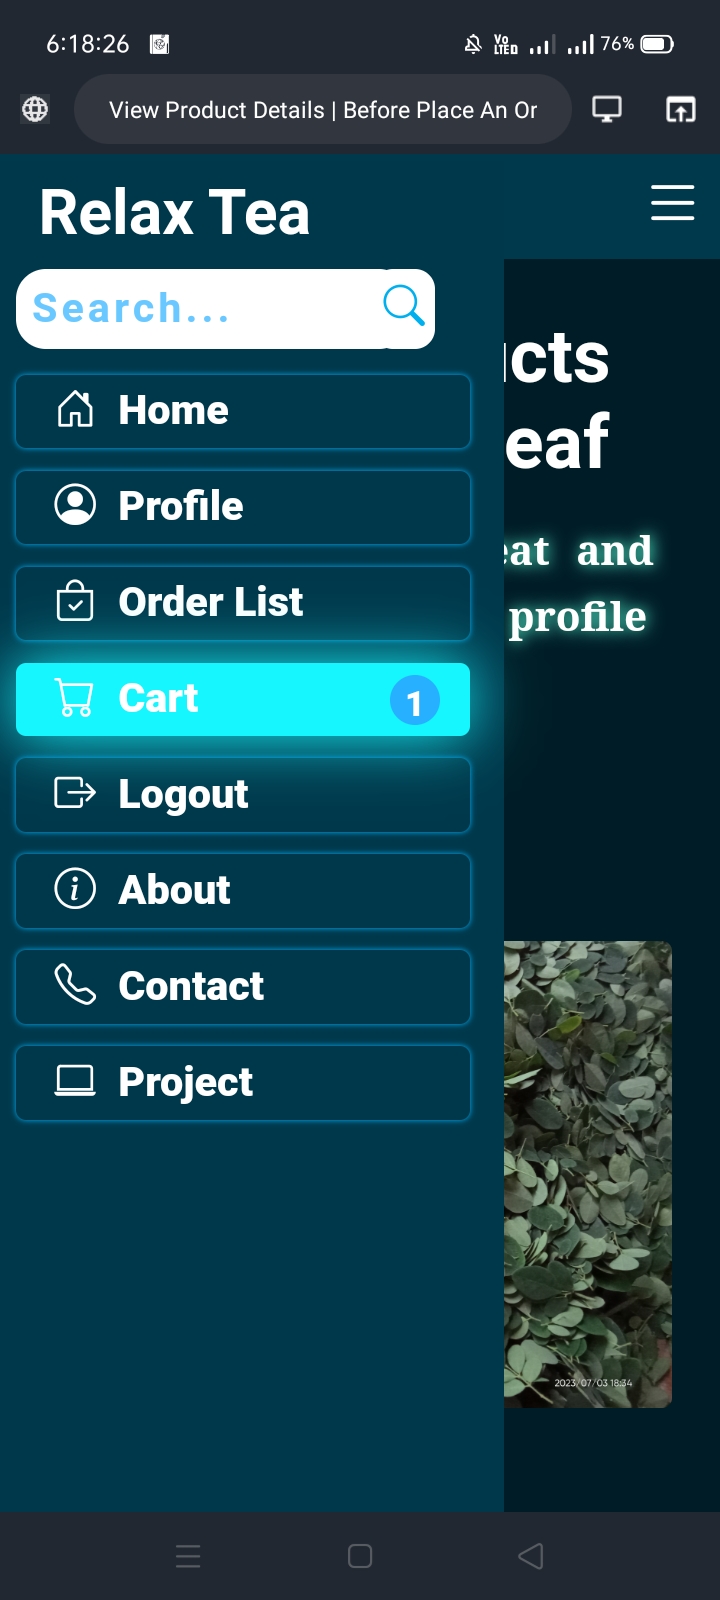 6:18:26
Vo LTE D
76%
View Product Details | Before Place An Or
Relax Tea
Search...
Home
Profile
Order List
Cart 1
Logout
About
Contact
Project
cts
eaf
eat and
profile
2023/07/03 18:34